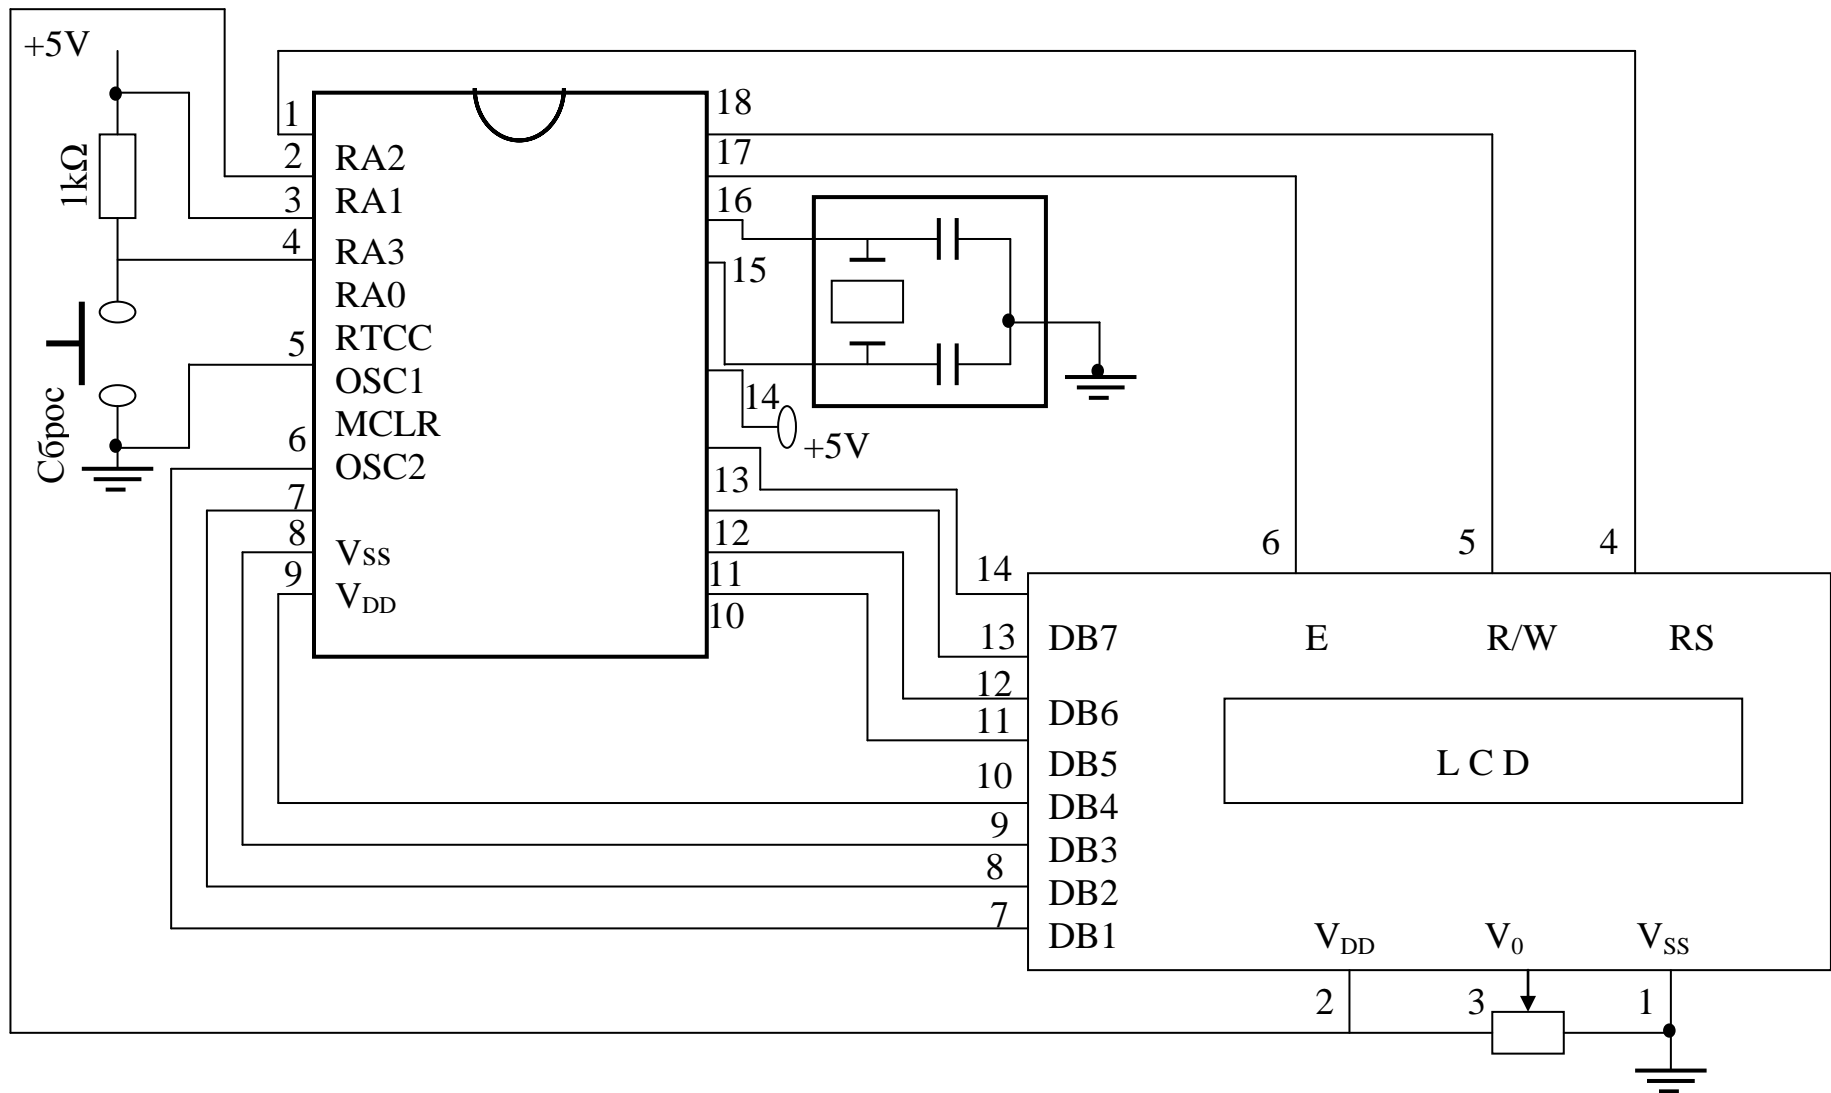 +5V
1kΩ
Сброс
1
2
3
4
5
6
7
8
9
RA2
RA1
RA3
RA0
RTCC
OSC1
MCLR
OSC2
Vss
VDD
18
17
16
15
14
+5V
13
12
11
10
6
5
4
14
13
12
11
10
9
8
7
DB7
DB6
DB5
DB4
DB3
DB2
DB1
E
R/W
RS
L C D
VDD
V0
VSS
2
3
1